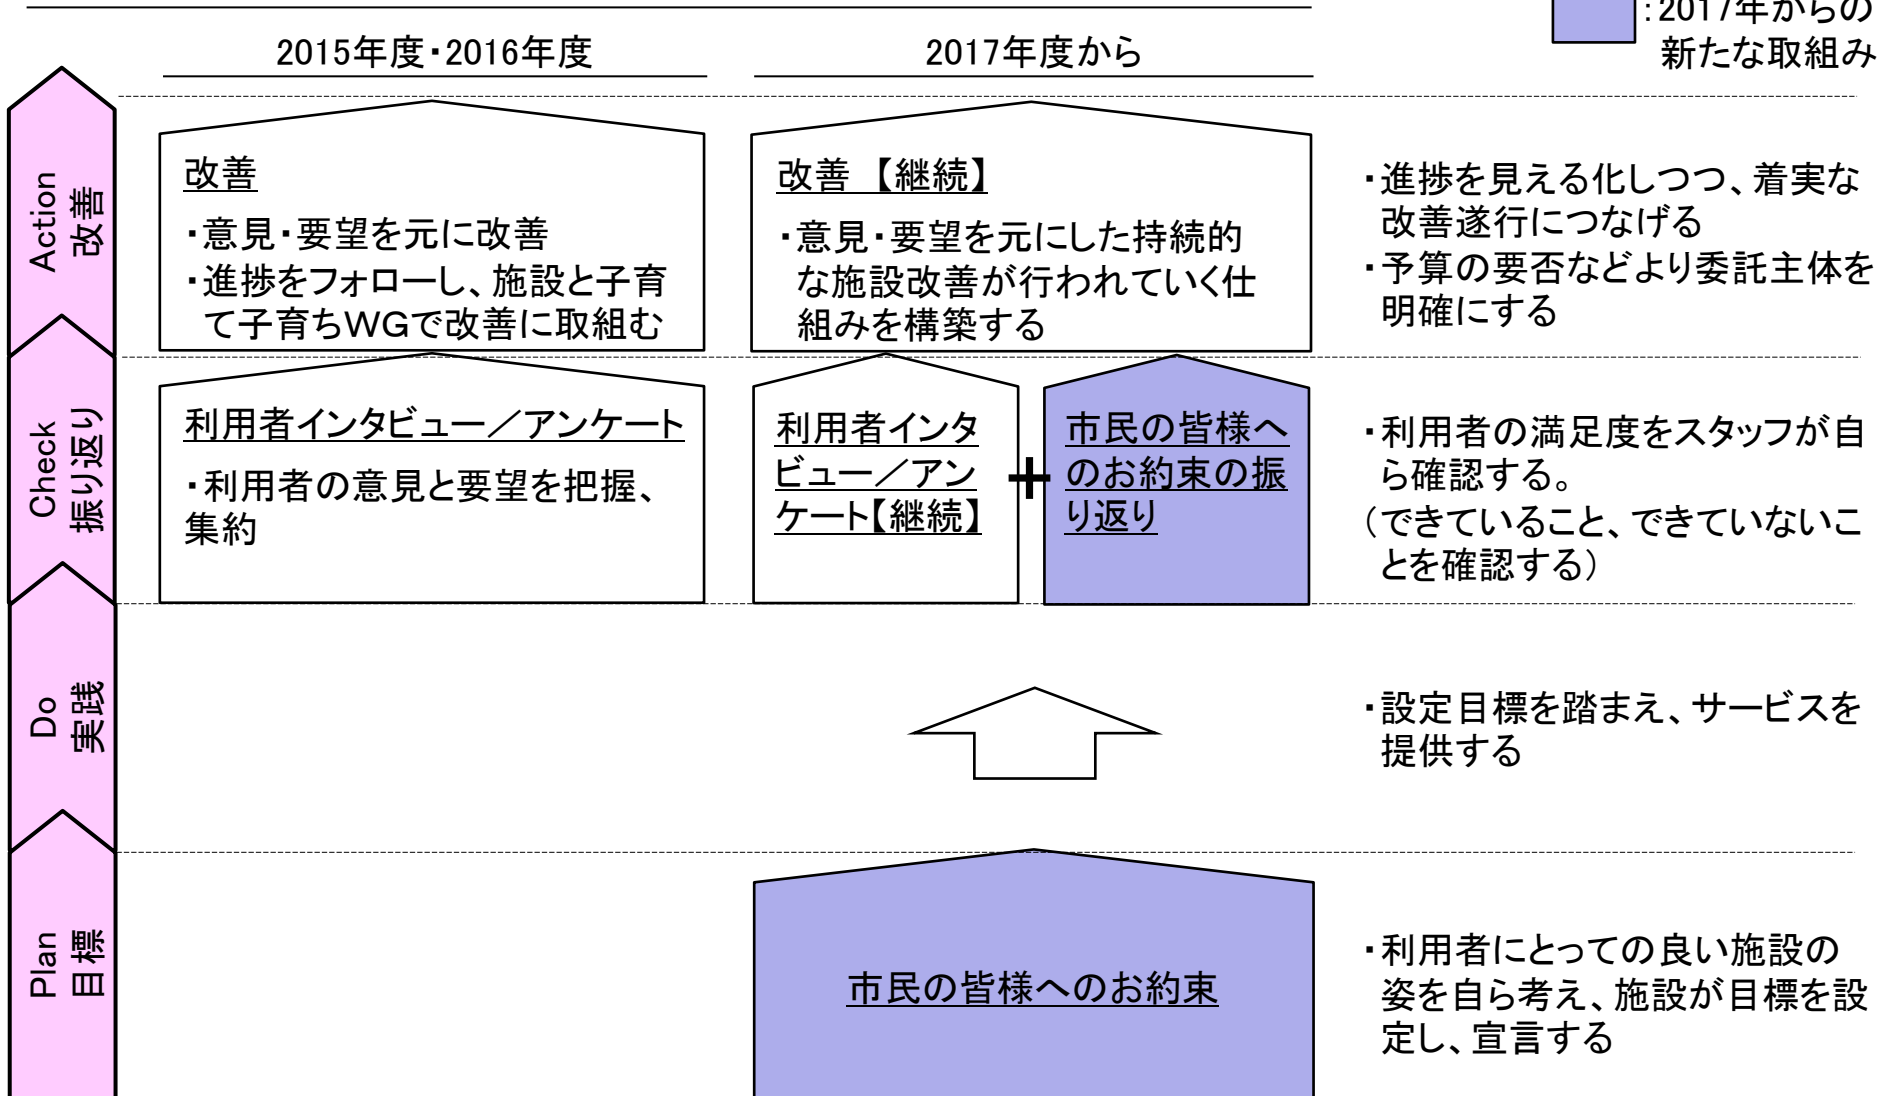 :2017年からの
新たな取組み
2015年度・2016年度
2017年度から
Action
改善
改善
・意見・要望を元に改善
・進捗をフォローし、施設と子育
て子育ちWGで改善に取組む
改善 【継続】
・意見・要望を元にした持続的
な施設改善が行われていく仕
組みを構築する
・進捗を見える化しつつ、着実な
改善遂行につなげる
・予算の要否などより委託主体を
明確にする
Check
振り返り
利用者インタビュー／アンケート
・利用者の意見と要望を把握、
集約
利用者インタ
ビュー／アン
ケート【継続】
+
市民の皆様へ
のお約束の振
り返り
・利用者の満足度をスタッフが自
ら確認する。
（できていること、できていないこ
とを確認する）
Do
実践
・設定目標を踏まえ、サービスを
提供する
Plan
目標
市民の皆様へのお約束
・利用者にとっての良い施設の
姿を自ら考え、施設が目標を設
定し、宣言する